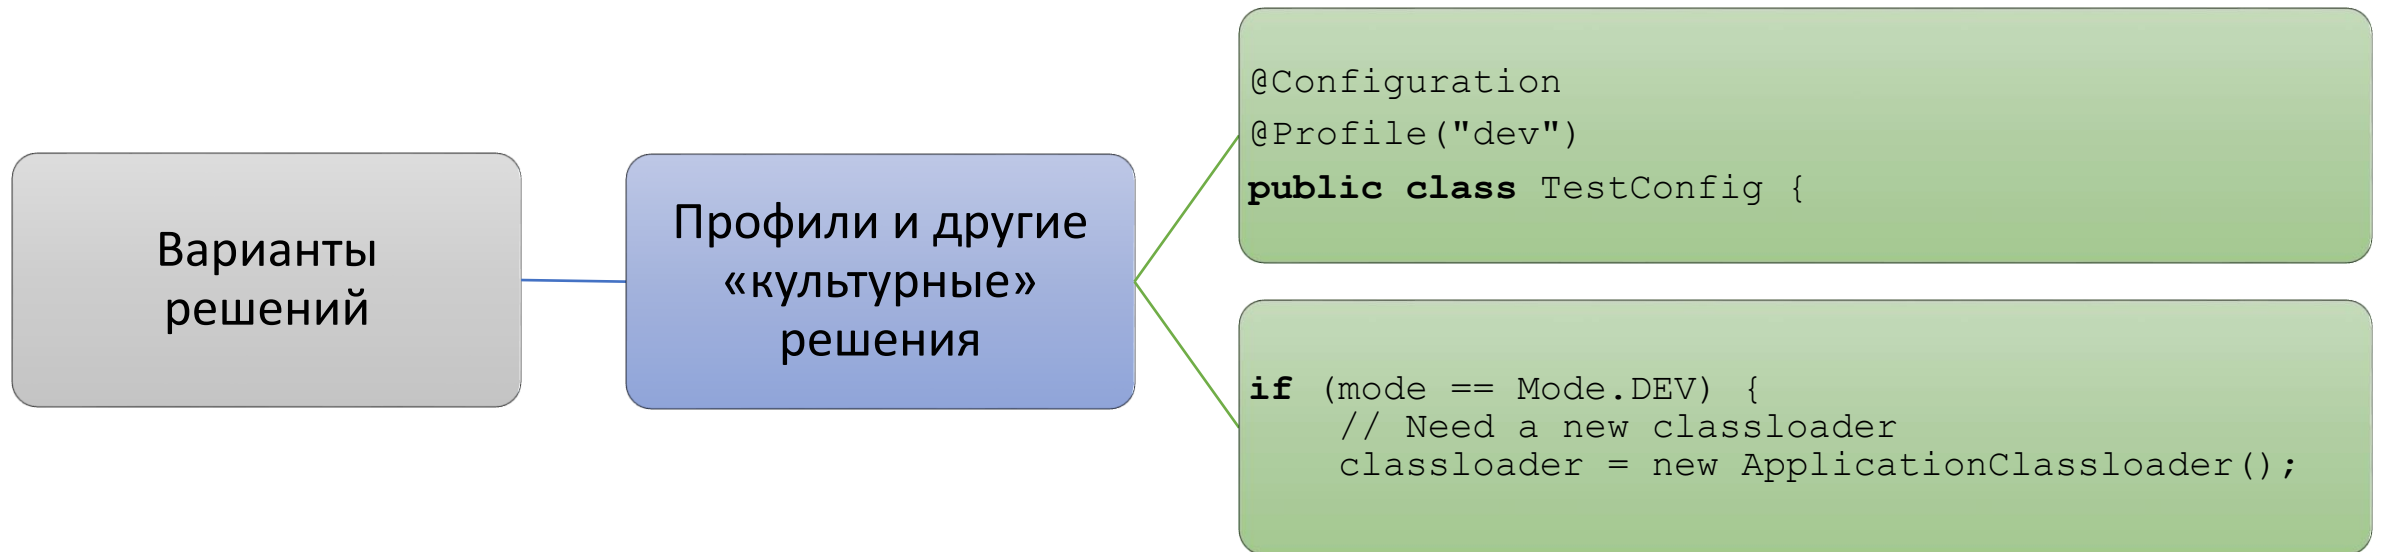 Варианты
решений
Профили и другие
«культурные»
решения
@Configuration
@Profile("dev")
public class TestConfig {
if (mode == Mode.DEV) {
    // Need a new classloader
    classloader = new ApplicationClassloader();